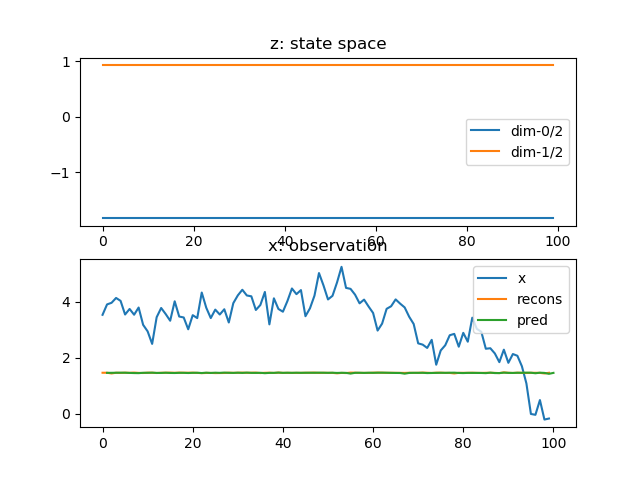 z: state space
1
0
−1
dim-0/2
dim-1/2
0 20 40 60 80 100
x: observation
4
2
0
x
recons
pred
0 20 40 60 80 100